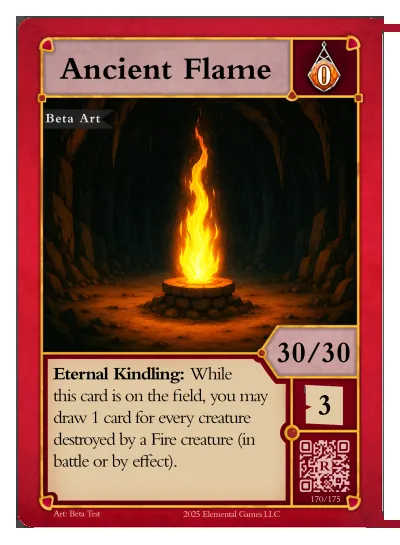 Ancient Flame
0
Beta Art
30/30
Eternal Kindling: While
this card is on the field, you may
draw 1 card for every creature
destroyed by a Fire creature (in
battle or by effect).
3
R
170/175
Art: Beta Test
2025 Elemental Games LLC